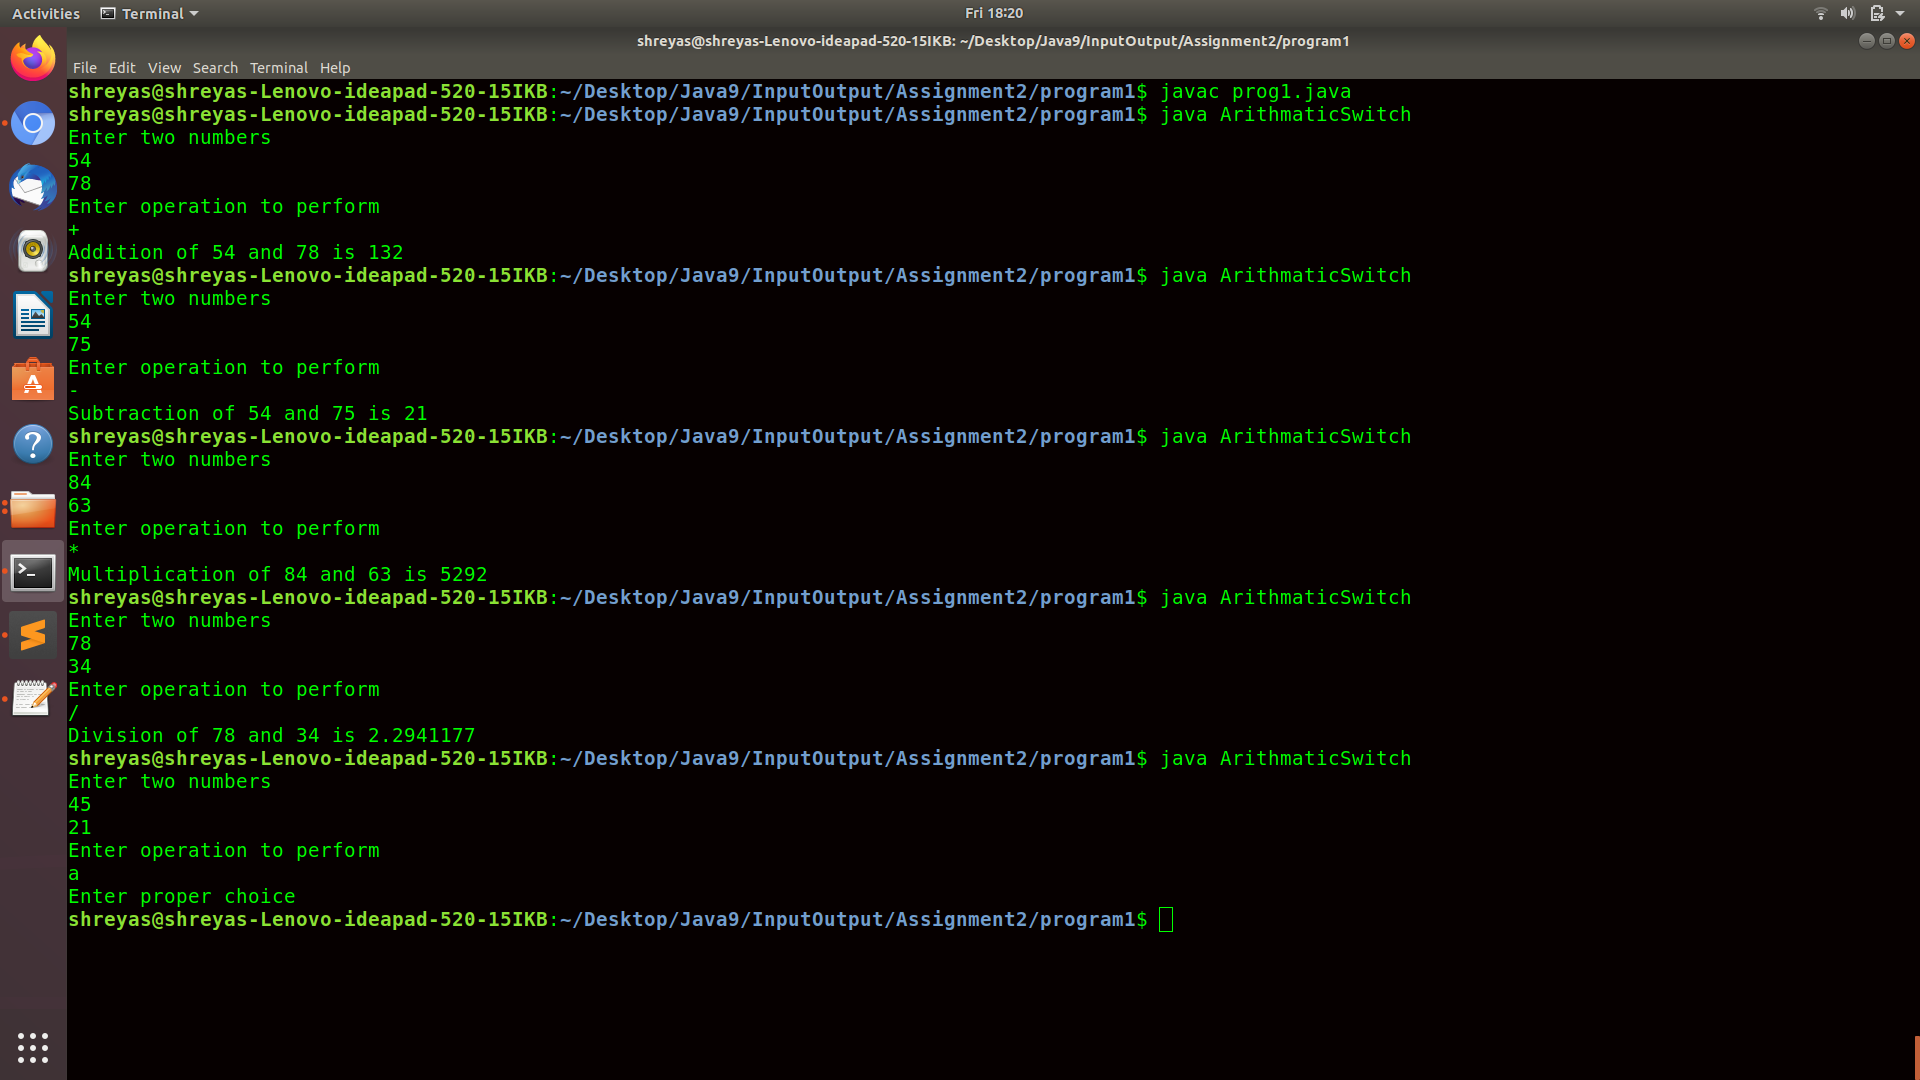 Activities Terminal Fri 18:20
shreyas@shreyas-Lenovo-ideapad-520-15IKB: ~/Desktop/Java9/InputOutput/Assignment2/program1
File Edit View Search Terminal Help
shreyas@shreyas-Lenovo-ideapad-520-15IKB:~/Desktop/Java9/InputOutput/Assignment2/program1$ javac prog1.java
shreyas@shreyas-Lenovo-ideapad-520-15IKB:~/Desktop/Java9/InputOutput/Assignment2/program1$ java ArithmaticSwitch
Enter two numbers
54
78
Enter operation to perform
+
Addition of 54 and 78 is 132
shreyas@shreyas-Lenovo-ideapad-520-15IKB:~/Desktop/Java9/InputOutput/Assignment2/program1$ java ArithmaticSwitch
Enter two numbers
54
75
Enter operation to perform
-
Subtraction of 54 and 75 is 21
shreyas@shreyas-Lenovo-ideapad-520-15IKB:~/Desktop/Java9/InputOutput/Assignment2/program1$ java ArithmaticSwitch
Enter two numbers
84
63
Enter operation to perform
*
Multiplication of 84 and 63 is 5292
shreyas@shreyas-Lenovo-ideapad-520-15IKB:~/Desktop/Java9/InputOutput/Assignment2/program1$ java ArithmaticSwitch
Enter two numbers
78
34
Enter operation to perform
/
Division of 78 and 34 is 2.2941177
shreyas@shreyas-Lenovo-ideapad-520-15IKB:~/Desktop/Java9/InputOutput/Assignment2/program1$ java ArithmaticSwitch
Enter two numbers
45
21
Enter operation to perform
a
Enter proper choice
shreyas@shreyas-Lenovo-ideapad-520-15IKB:~/Desktop/Java9/InputOutput/Assignment2/program1$